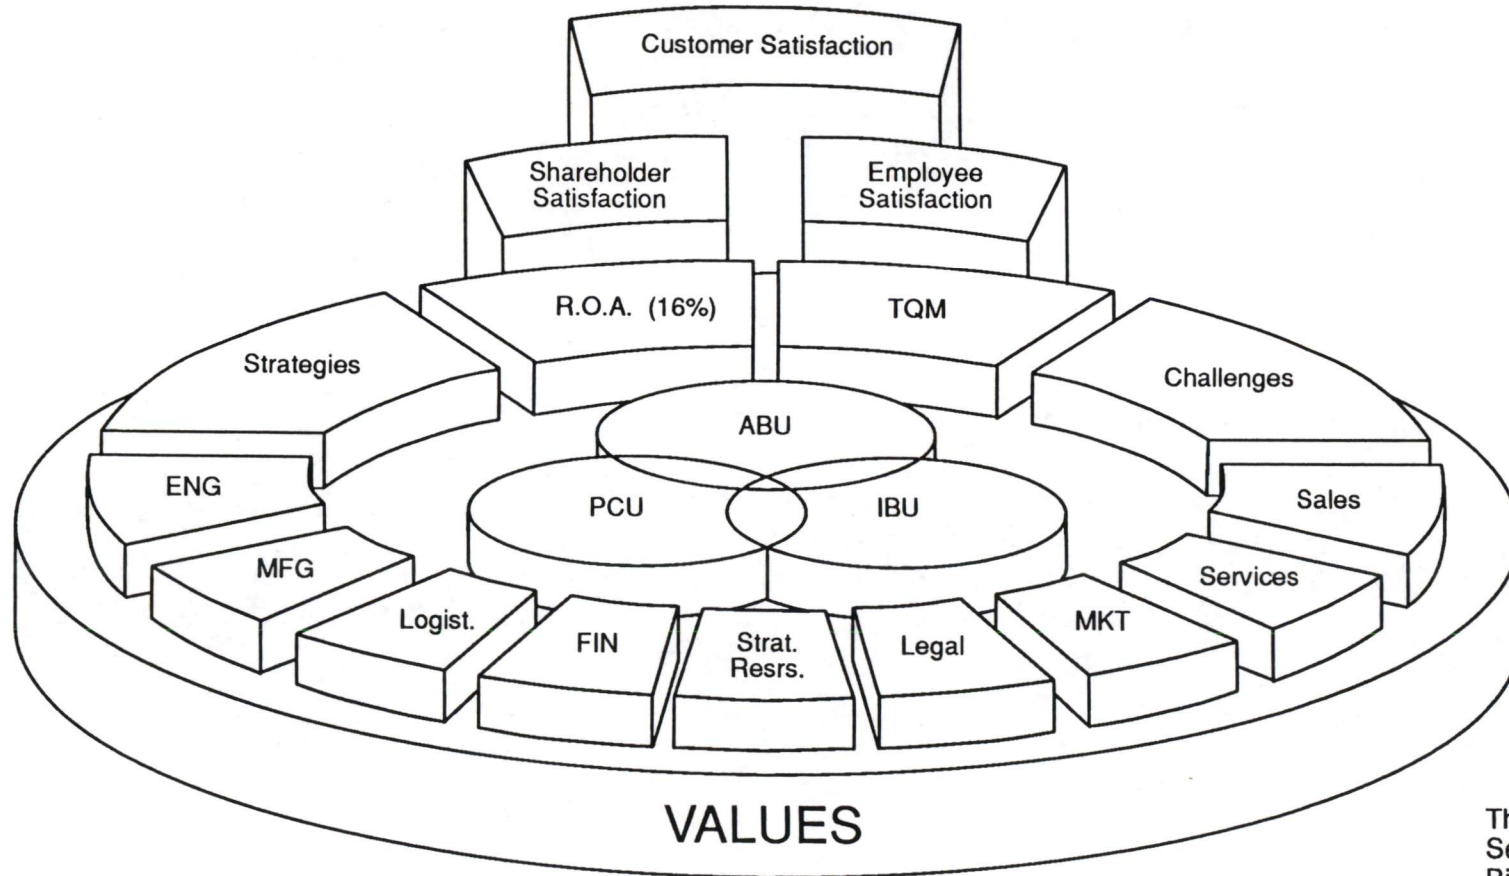 Customer Satisfaction
Shareholder
Satisfaction
Employee
Satisfaction
R.O.A. (16%)
TQM
Strategies
Challenges
ABU
PCU
IBU
ENG
Sales
MFG
Services
Logist.
MKT
FIN
Strat.
Resrs.
Legal
VALUES